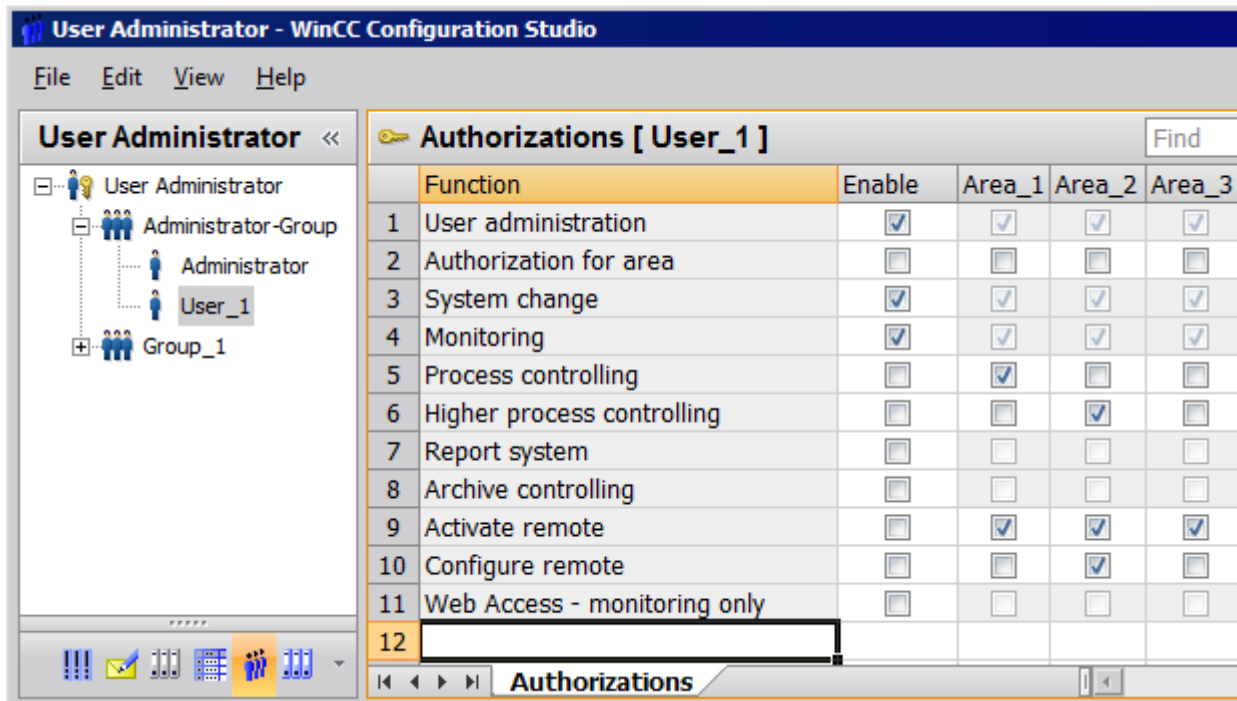 User Administrator - WinCC Configuration Studio
File Edit View Help
User Administrator «
User Administrator
Administrator-Group
Administrator
User_1
Group_1
Authorizations [ User_1 ]
Find
Function Enable Area_1 Area_2 Area_3
1 User administration
2 Authorization for area
3 System change
4 Monitoring
5 Process controlling
6 Higher process controlling
7 Report system
8 Archive controlling
9 Activate remote
10 Configure remote
11 Web Access - monitoring only
12
Authorizations